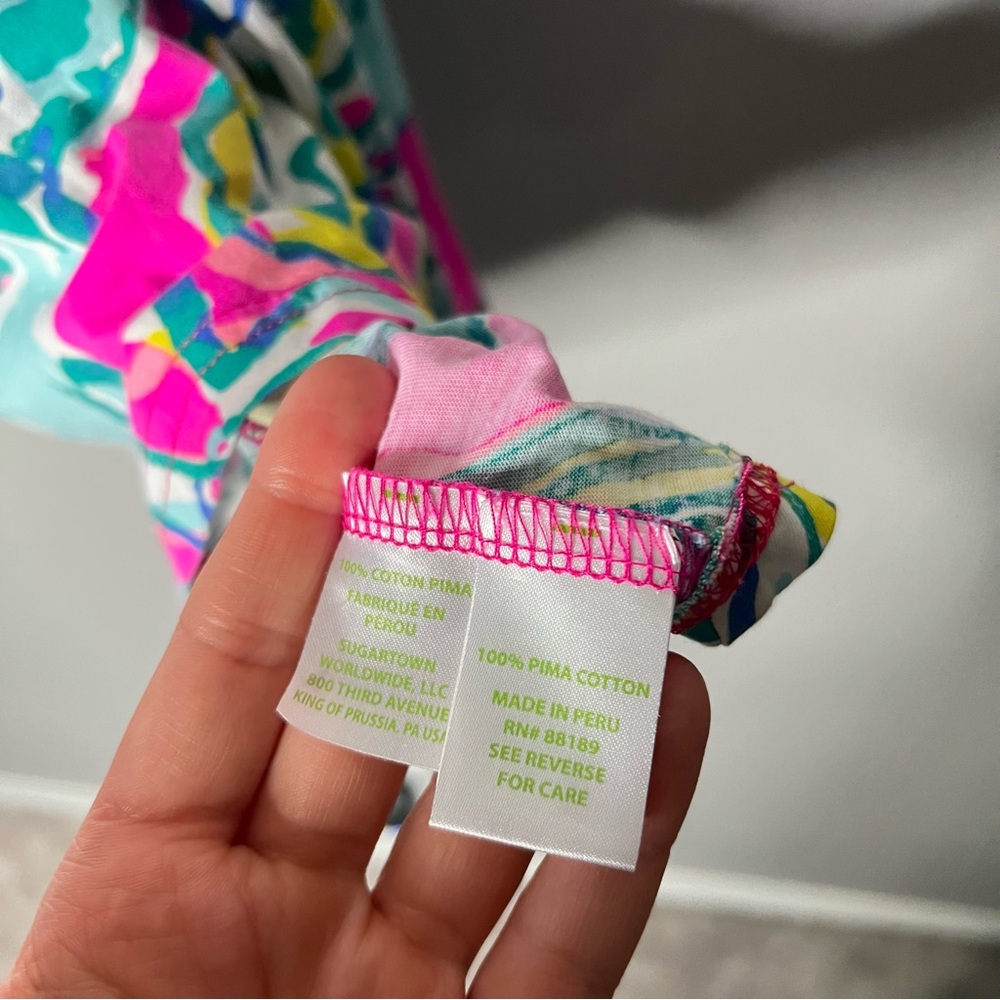 100% COTON PIMA
FABRIQUÉ EN
PÉROU
SUGARTOWN
WORLDWIDE, LLC
800 THIRD AVENUE
KING OF PRUSSIA, PA USA
100% PIMA COTTON
MADE IN PERU
RN# 88189
SEE REVERSE
FOR CARE